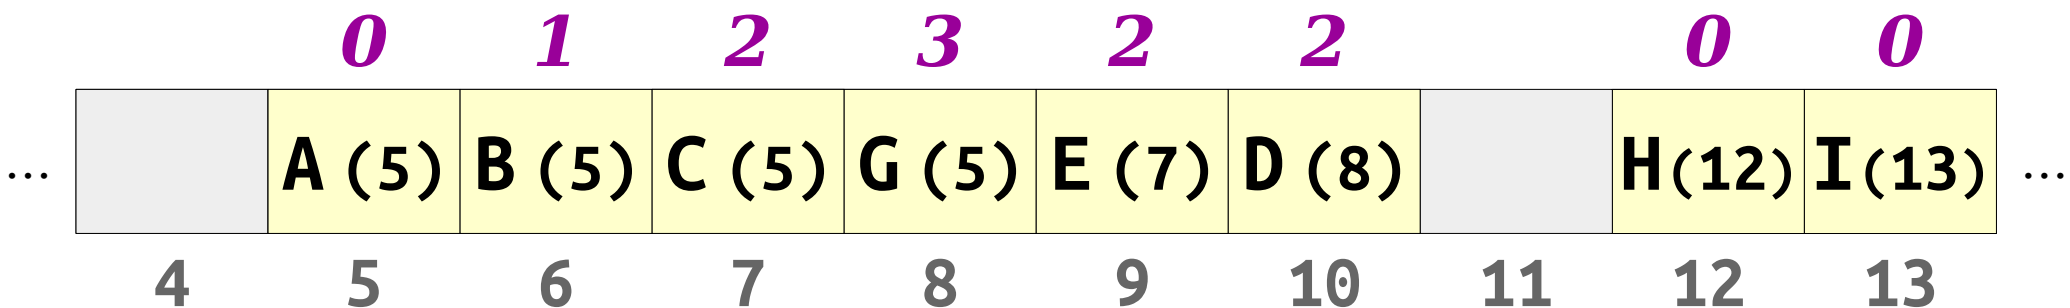 0 1 2 3 2 2 0 0
... A (5) B (5) C (5) G (5) E (7) D (8) H(12) I(13) ...
4 5 6 7 8 9 10 11 12 13